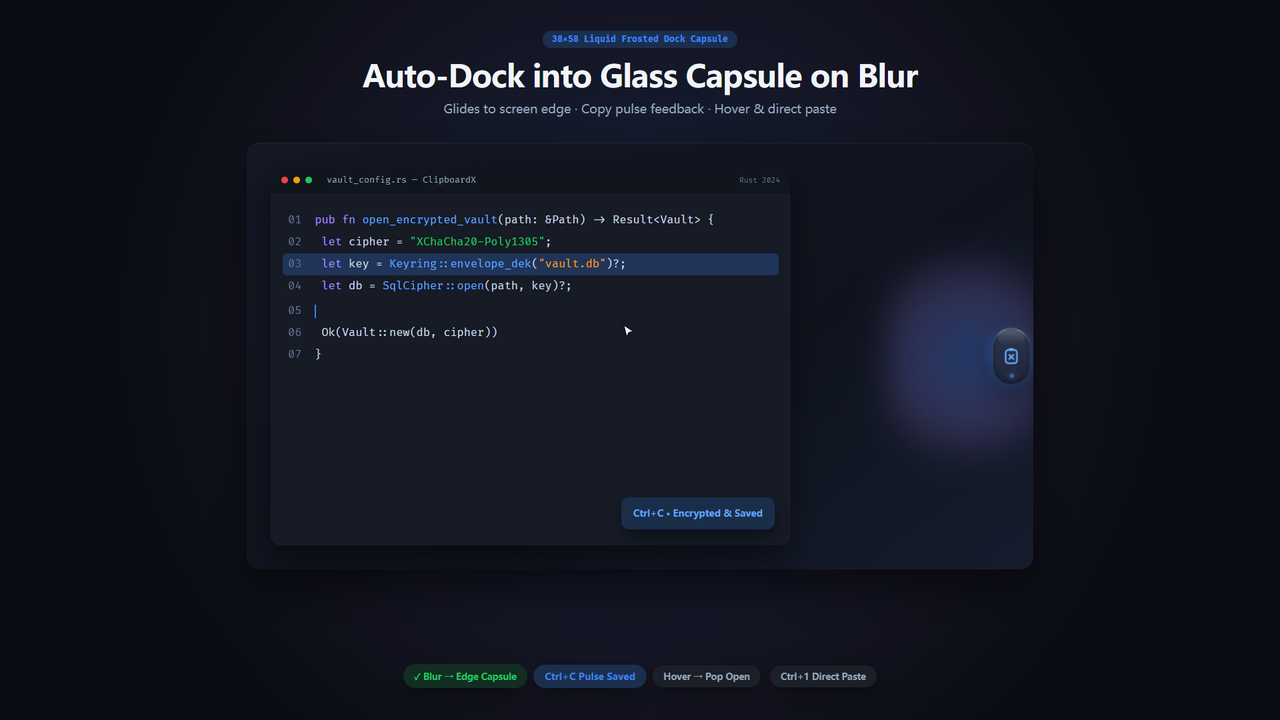 38×58 Liquid Frosted Dock Capsule
Auto-Dock into Glass Capsule on Blur
Glides to screen edge · Copy pulse feedback · Hover & direct paste
vault_config.rs — ClipboardX
Rust 2024
01 pub fn open_encrypted_vault(path: &Path) -> Result<Vault> {
02 let cipher = "XChaCha20-Poly1305";
03 let key = Keyring::envelope_dek("vault.db")?;
04 let db = SqlCipher::open(path, key)?;
05
06 Ok(Vault::new(db, cipher))
07 }
Ctrl+C • Encrypted & Saved
✓ Blur → Edge Capsule
Ctrl+C Pulse Saved
Hover → Pop Open
Ctrl+1 Direct Paste